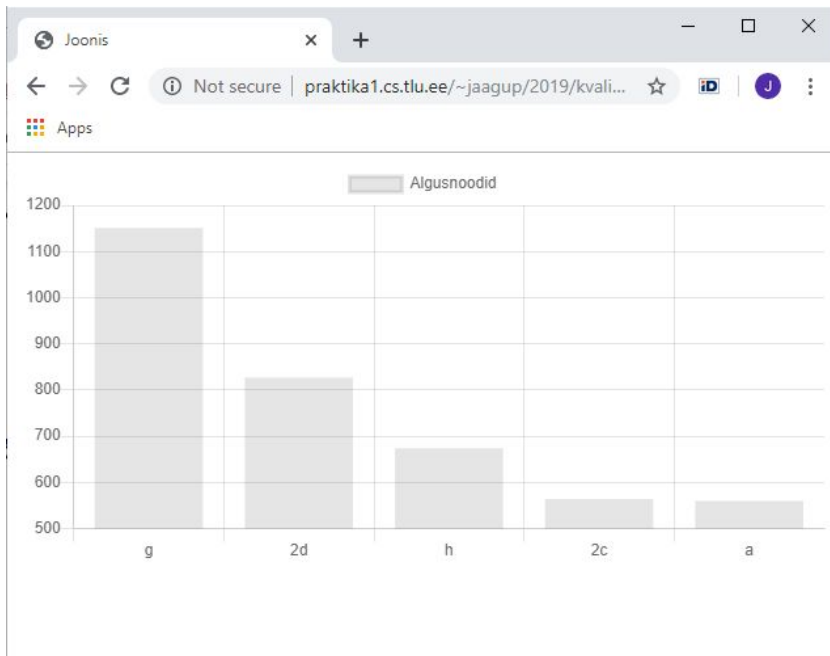 Joonis
Not secure | praktika1.cs.tlu.ee/~jaagup/2019/kvali...
J
Apps
Algusnoodid
1200
1100
1000
900
800
700
600
500
g 2d h 2c a